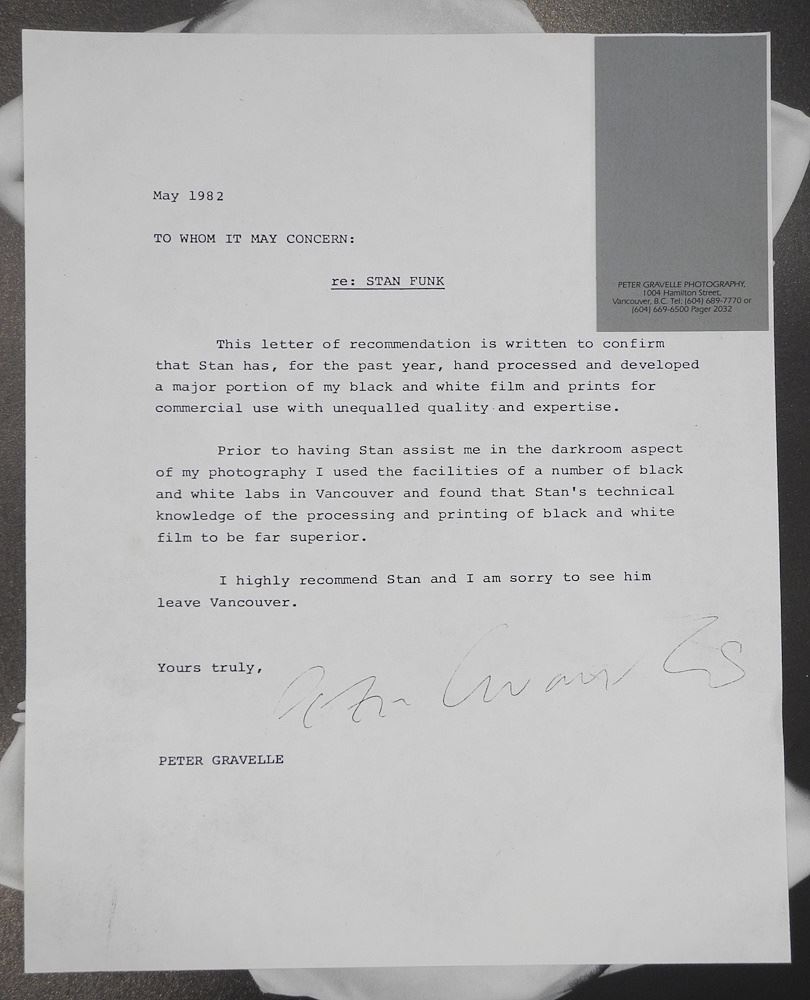 PETER GRAVELLE PHOTOGRAPHY,
1004 Hamilton Street,
Vancouver, B.C. Tel: (604) 689-7770 or
(604) 669-6500 Pager 2032
May 1982
TO WHOM IT MAY CONCERN:
re: STAN FUNK
This letter of recommendation is written to confirm
that Stan has, for the past year, hand processed and developed
a major portion of my black and white film and prints for
commercial use with unequalled quality and expertise.
Prior to having Stan assist me in the darkroom aspect
of my photography I used the facilities of a number of black
and white labs in Vancouver and found that Stan's technical
knowledge of the processing and printing of black and white
film to be far superior.
I highly recommend Stan and I am sorry to see him
leave Vancouver.
Yours truly,
PETER GRAVELLE